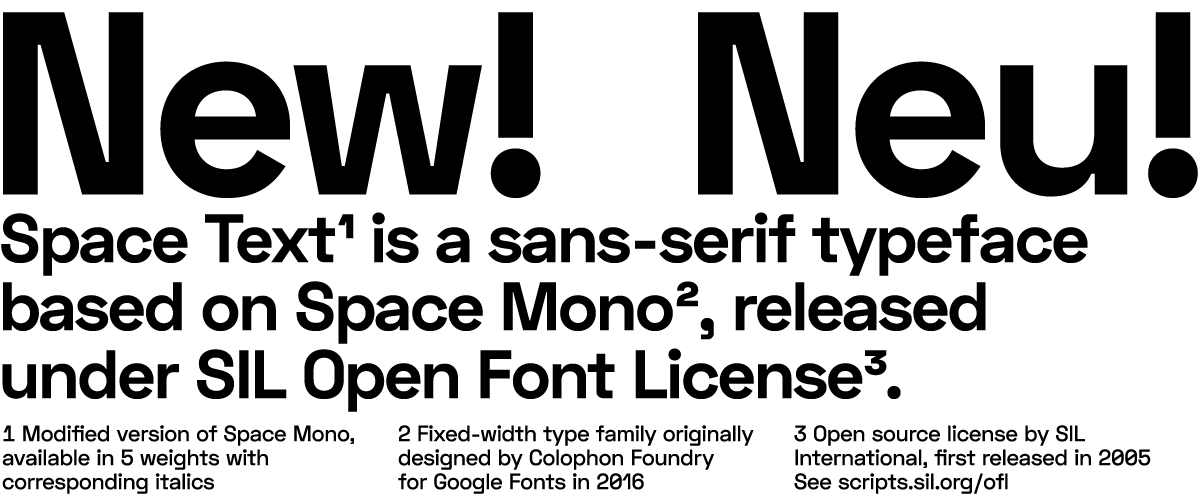 New! Neu!
Space Text¹ is a sans-serif typeface
based on Space Mono², released
under SIL Open Font License³.
1 Modified version of Space Mono,
available in 5 weights with
corresponding italics
2 Fixed-width type family originally
designed by Colophon Foundry
for Google Fonts in 2016
3 Open source license by SIL
International, first released in 2005
See scripts.sil.org/ofl